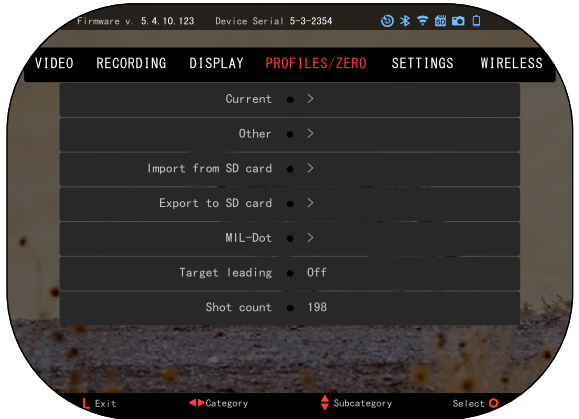 Firmware v. 5.4.10.123 Device Serial 5-3-2354 SD
VIDEO RECORDING DISPLAY PROFILES/ZERO SETTINGS WIRELESS
Current >
Other >
Import from SD card >
Export to SD card >
MIL-Dot >
Target leading Off
Shot count 198
L Exit Category Subcategory Select